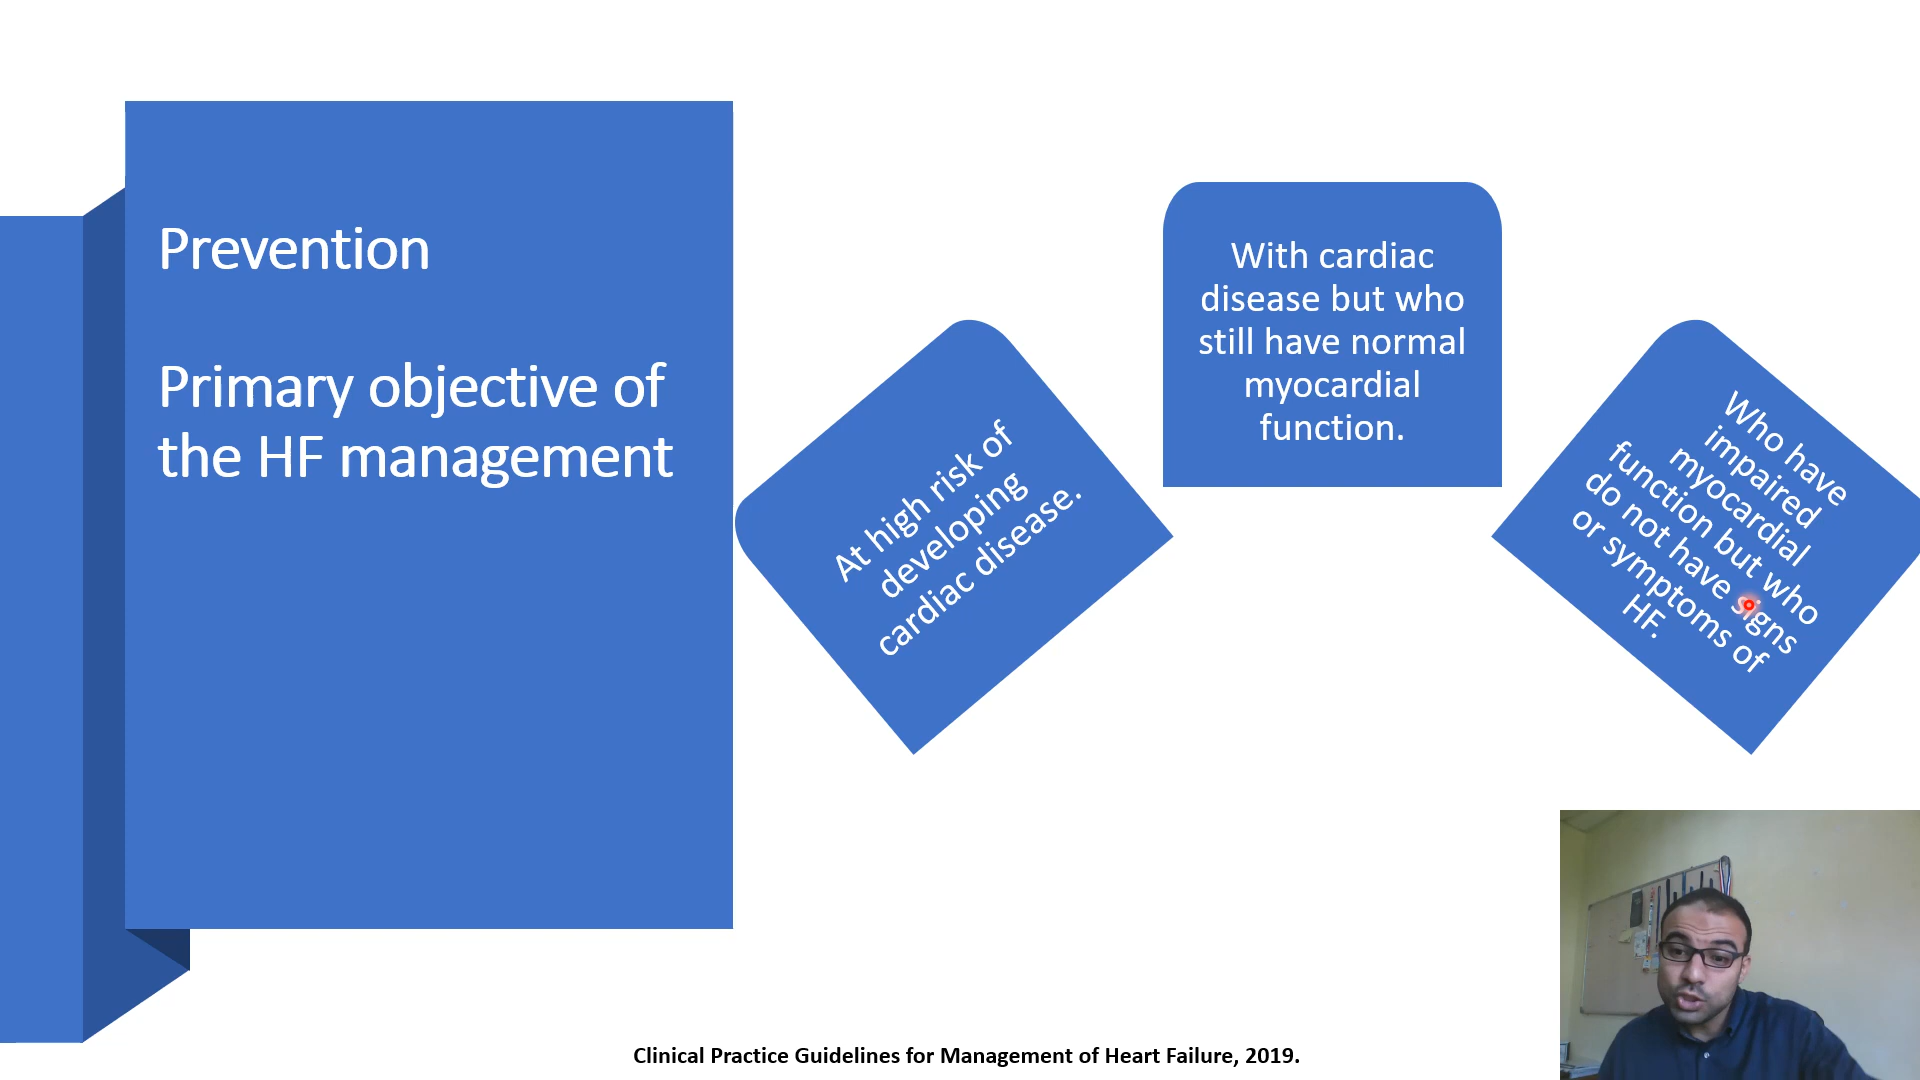 Prevention
Primary objective of
the HF management
At high risk of
developing
cardiac disease.
With cardiac
disease but who
still have normal
myocardial
function.
Who have
impaired
myocardial
function but who
do not have signs
or symptoms of
HF.
Clinical Practice Guidelines for Management of Heart Failure, 2019.